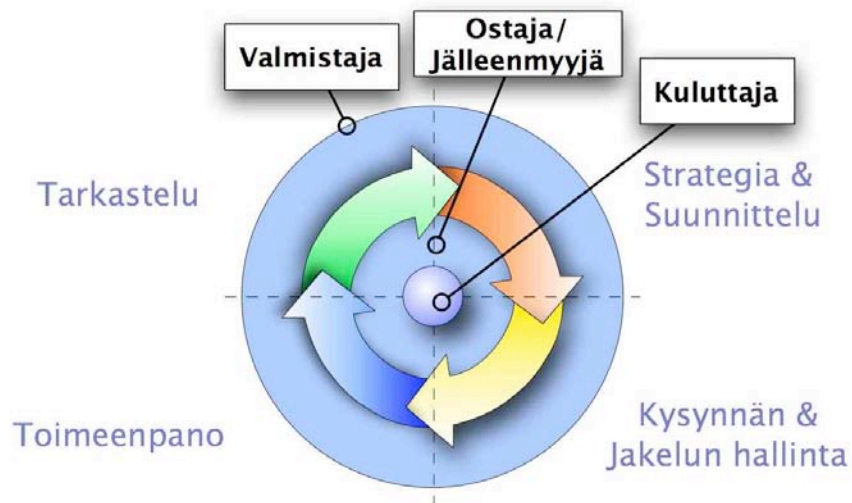 Valmistaja
Ostaja/
Jälleenmyyjä
Kuluttaja
Tarkastelu
Strategia &
Suunnittelu
Toimeenpano
Kysynnän &
Jakelun hallinta